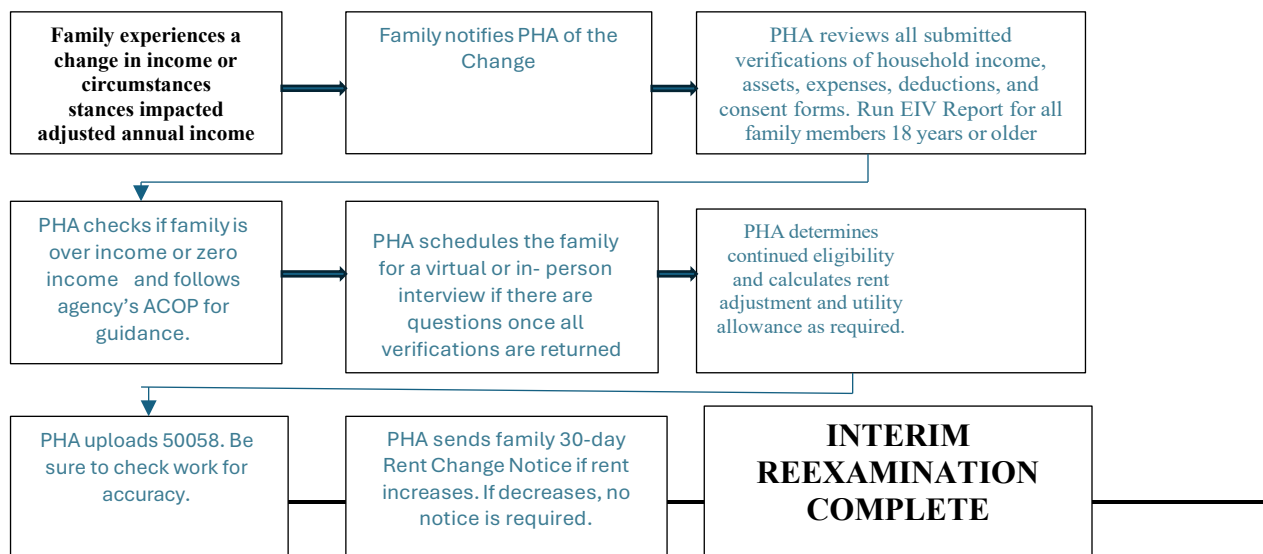 Family experiences a
change in income or
circumstances
stances impacted
adjusted annual income
Family notifies PHA of the
Change
PHA reviews all submitted
verifications of household income,
assets, expenses, deductions, and
consent forms. Run EIV Report for all
family members 18 years or older
PHA checks if family is
over income or zero
income and follows
agency's ACOP for
guidance.
PHA schedules the family
for a virtual or in- person
interview if there are
questions once all
verifications are returned
PHA determines
continued eligibility
and calculates rent
adjustment and utility
allowance as required.
PHA uploads 50058. Be
sure to check work for
accuracy.
PHA sends family 30-day
Rent Change Notice if rent
increases. If decreases, no
notice is required.
INTERIM
REEXAMINATION
COMPLETE